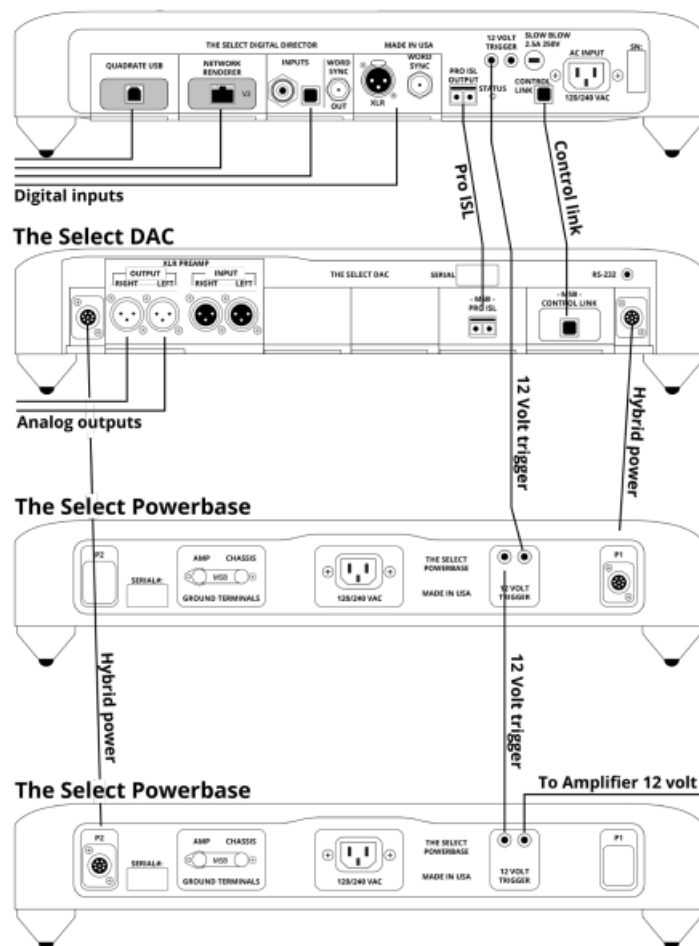 THE SELECT DIGITAL DIRECTOR
MADE IN USA
12 VOLT
TRIGGER
SLOW BLOW
2.5A 250V
AC INPUT
SN:
QUADRATE USB
NETWORK
RENDERER
V2
INPUTS
WORD
SYNC
OUT
XLR
WORD
SYNC
PRO ISL
OUTPUT
STATUS
CONTROL
LINK
120/240 VAC
Digital inputs
Pro ISL
Control link
The Select DAC
XLR PREAMP
OUTPUT
RIGHT LEFT
INPUT
RIGHT LEFT
THE SELECT DAC
SERIAL
RS-232
- MSB -
PRO ISL
- MSB -
CONTROL LINK
Analog outputs
12 Volt trigger
Hybrid power
The Select Powerbase
P2
SERIAL#:
AMP CHASSIS
MSB
GROUND TERMINALS
120/240 VAC
THE SELECT
POWERBASE
MADE IN USA
12 VOLT
TRIGGER
P1
Hybrid power
12 Volt trigger
The Select Powerbase
To Amplifier 12 volt
P2
SERIAL#:
AMP CHASSIS
MSB
GROUND TERMINALS
120/240 VAC
THE SELECT
POWERBASE
MADE IN USA
12 VOLT
TRIGGER
P1